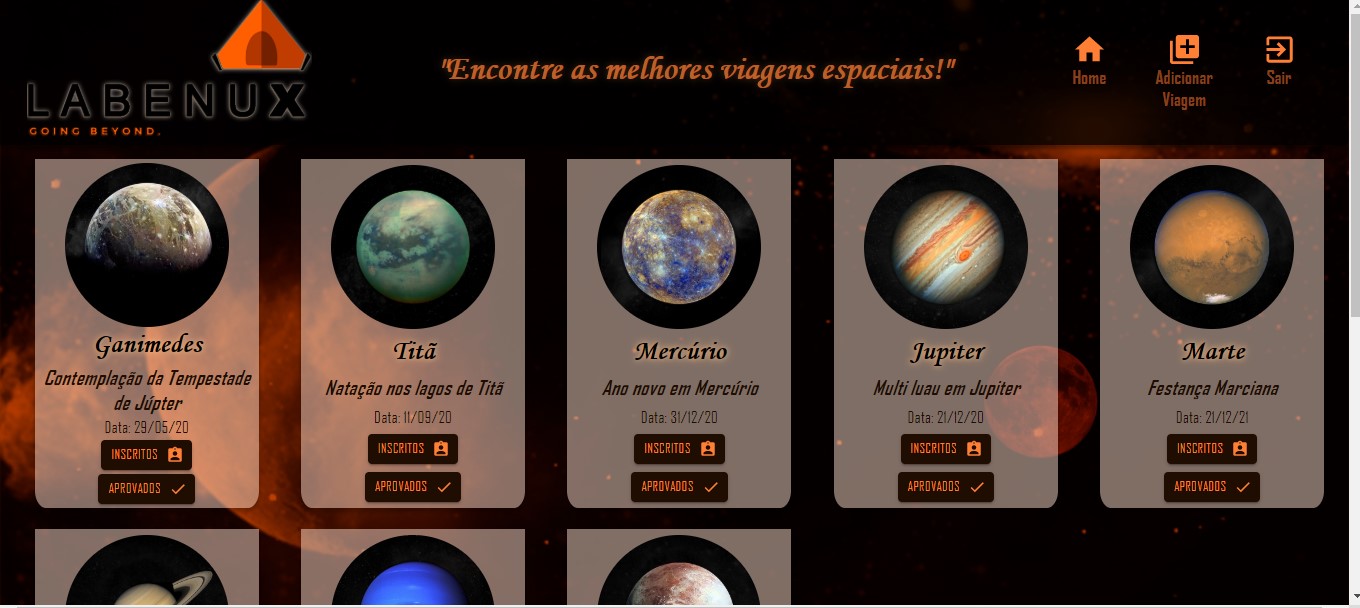 LABENUX
GOING BEYOND.
"Encontre as melhores viagens espaciais!"
Home
Adicionar
Viagem
Sair
Ganimedes
Contemplação da Tempestade
de Júpter
Data: 29/05/20
INSCRITOS
APROVADOS
Titã
Natação nos lagos de Titã
Data: 11/09/20
INSCRITOS
APROVADOS
Mercúrio
Ano novo em Mercúrio
Data: 31/12/20
INSCRITOS
APROVADOS
Jupiter
Multi luau em Jupiter
Data: 21/12/20
INSCRITOS
APROVADOS
Marte
Festança Marciana
Data: 21/12/21
INSCRITOS
APROVADOS